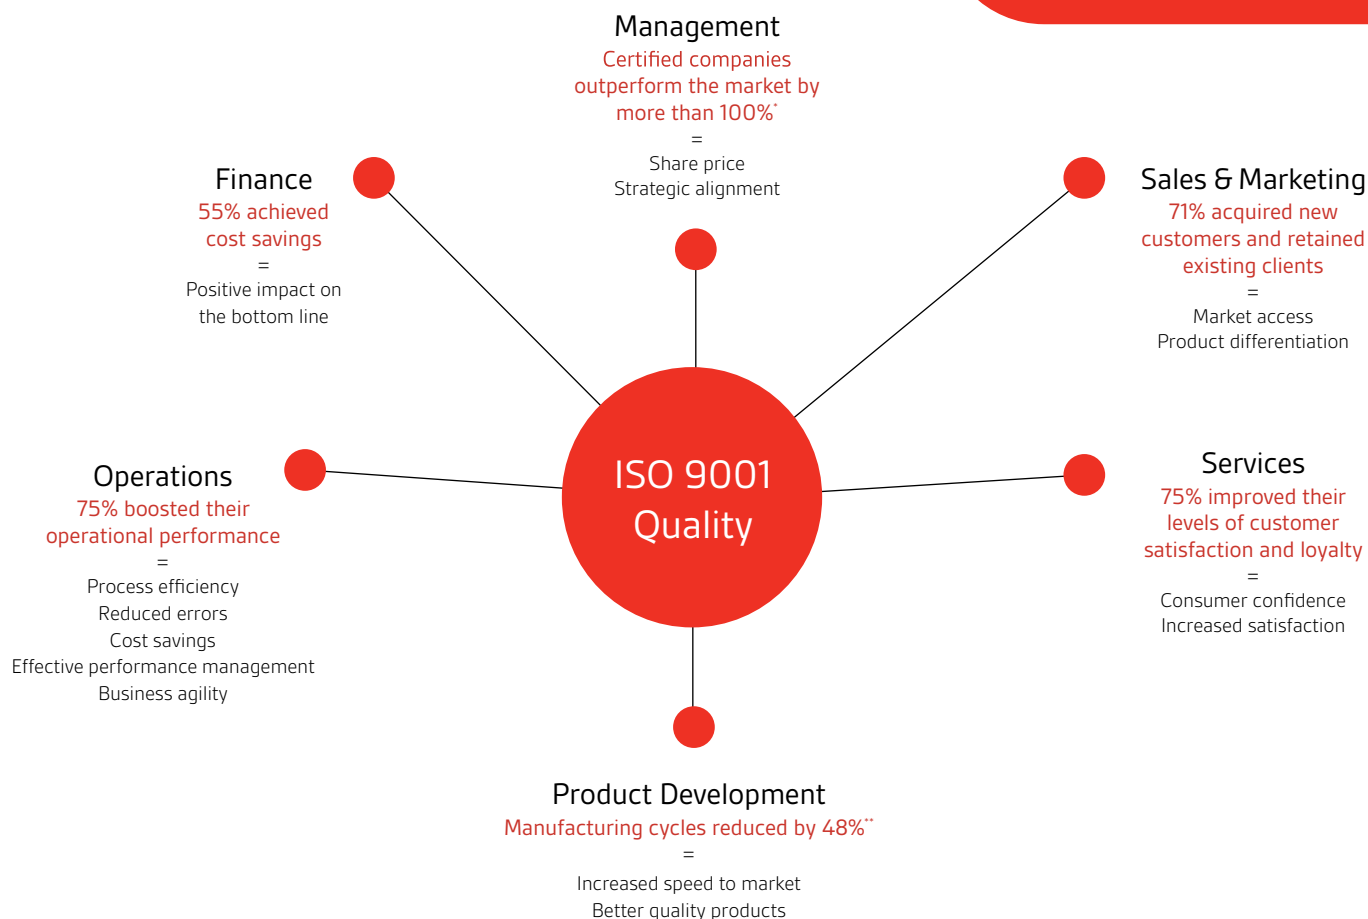 Management
Certified companies
outperform the market by
more than 100%*
=
Share price
Strategic alignment
Finance
55% achieved
cost savings
=
Positive impact on
the bottom line
Sales & Marketing
71% acquired new
customers and retained
existing clients
=
Market access
Product differentiation
ISO 9001
Quality
Operations
75% boosted their
operational performance
=
Process efficiency
Reduced errors
Cost savings
Effective performance management
Business agility
Services
75% improved their
levels of customer
satisfaction and loyalty
=
Consumer confidence
Increased satisfaction
Product Development
Manufacturing cycles reduced by 48%**
=
Increased speed to market
Better quality products